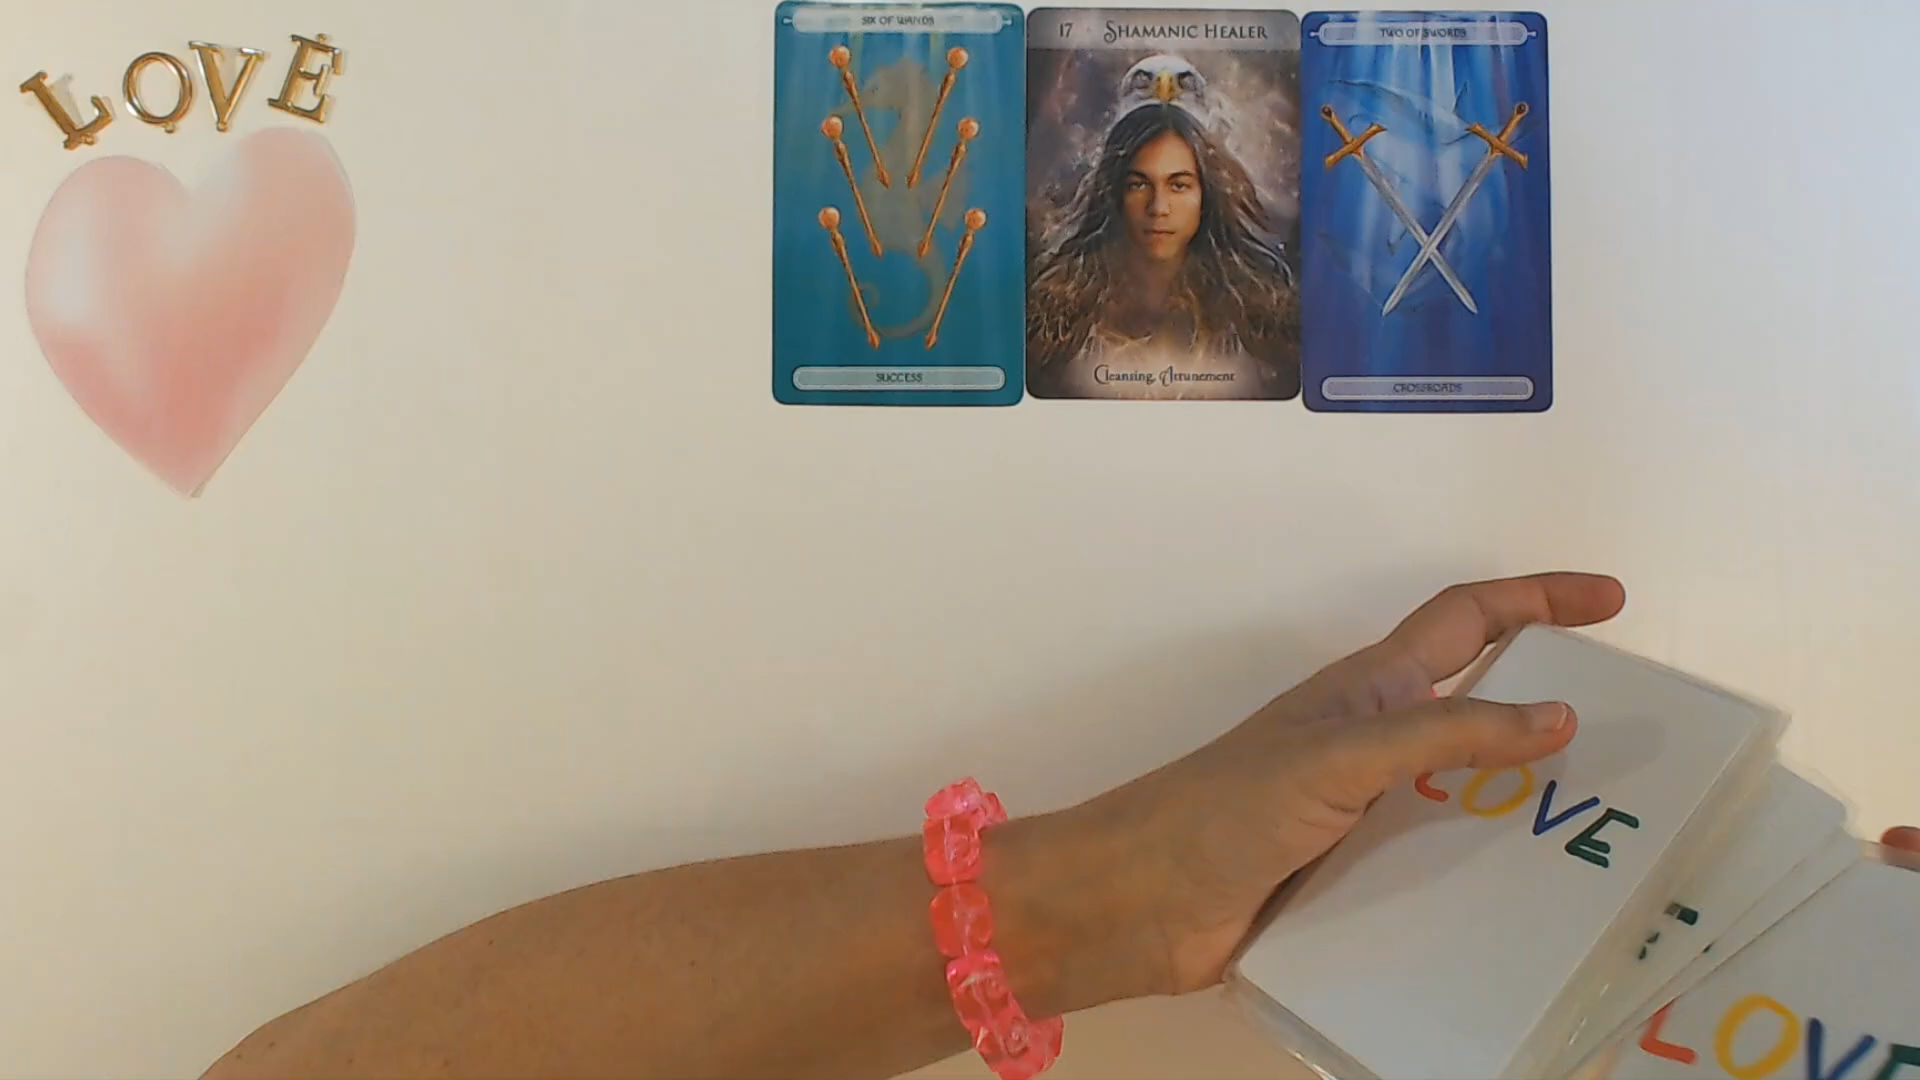 LOVE
SIX OF WANDS
SUCCESS
17 SHAMANIC HEALER
Cleansing, Attunement
TWO OF SWORDS
CROSSROADS
LOVE
LOVE